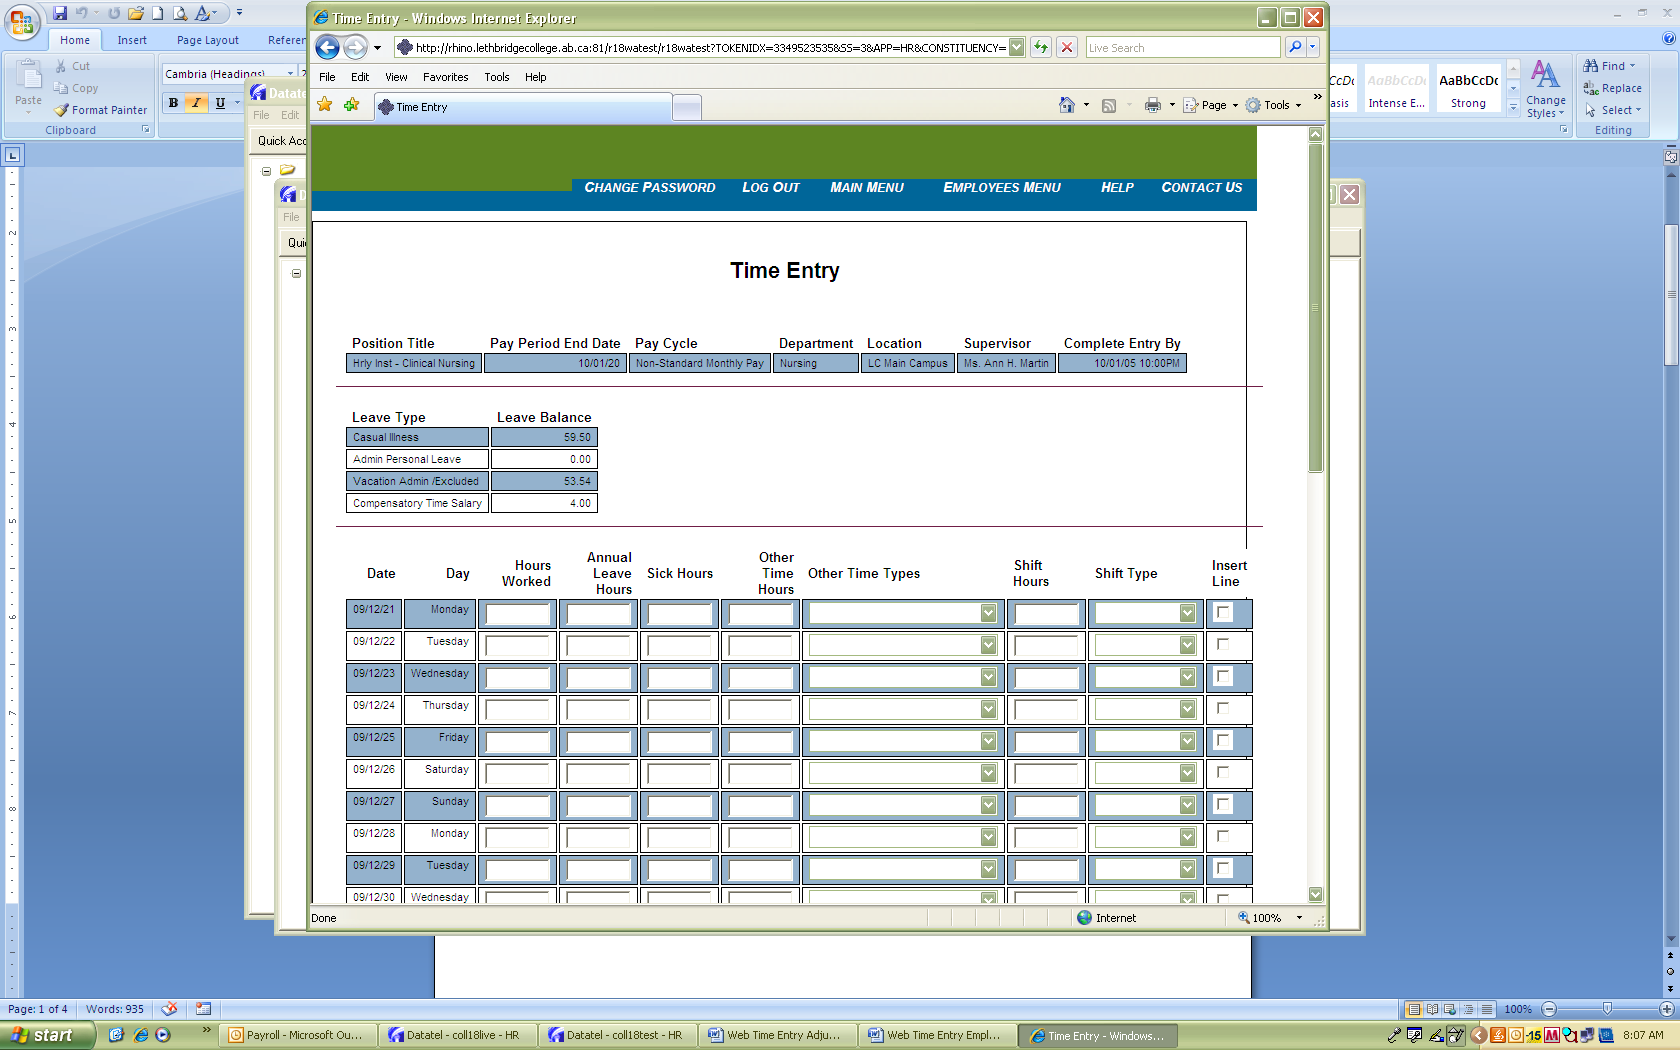 Time Entry - Windows Internet Explorer
http://rhino.lethbridgecollege.ab.ca:81/r18watest/r18watest?TOKENIDX=3349523535&SS=3&APP=HR&CONSTITUENCY=
Live Search
File Edit View Favorites Tools Help
Time Entry
Page Tools
Home Insert Page Layout
Cut
Copy
Paste
Format Painter
Clipboard
Cambria (Headings)
B I U
Intense E...
AaBbCcDc
Strong
Change Styles
Find
Replace
Select
Editing
File Edit
File
CHANGE PASSWORD LOG OUT MAIN MENU EMPLOYEES MENU HELP CONTACT US
Time Entry
Position Title Pay Period End Date Pay Cycle Department Location Supervisor Complete Entry By
Hrly Inst - Clinical Nursing 10/01/20 Non-Standard Monthly Pay Nursing LC Main Campus Ms. Ann H. Martin 10/01/05 10:00PM
Leave Type Leave Balance
Casual Illness 59.50
Admin Personal Leave 0.00
Vacation Admin /Excluded 53.54
Compensatory Time Salary 4.00
Date Day Hours Worked Annual Leave Hours Sick Hours Other Time Hours Other Time Types Shift Hours Shift Type Insert Line
09/12/21 Monday
09/12/22 Tuesday
09/12/23 Wednesday
09/12/24 Thursday
09/12/25 Friday
09/12/26 Saturday
09/12/27 Sunday
09/12/28 Monday
09/12/29 Tuesday
09/12/30 Wednesday
Done Internet 100%
Page: 1 of 4 Words: 935 100%
start Payroll - Microsoft Ou... Datatel - coll18live - HR Datatel - coll18test - HR Web Time Entry Adju... Web Time Entry Empl... Time Entry - Windows... 15 8:07 AM